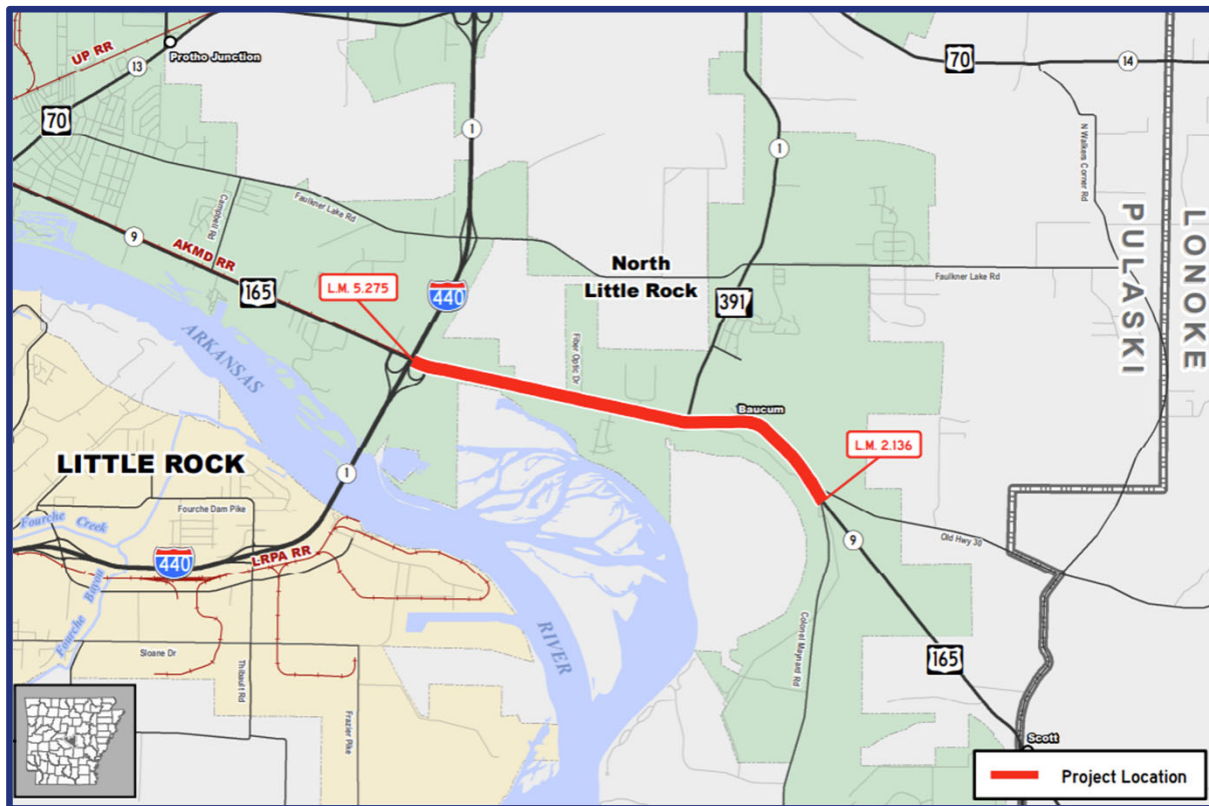 Protho Junction
UP RR
13
70
1
70
14
N Walkers Corner Rd
1
PULASKI
LONOKE
Campbell Rd
Faulkner Lake Rd
9
AKMD RR
165
L.M. 5.275
440
North
Little Rock
391
Faulkner Lake Rd
ARKANSAS
Fiber Optic Dr
Baucum
L.M. 2.136
LITTLE ROCK
1
Fourche Dam Pike
Fourche Creek
440
LRPA RR
9
Old Hwy 30
Fourche Bayou
RIVER
Colonel Maynard Rd
Sloane Dr
Thibault Rd
Frazier Pike
165
Scott
Project Location